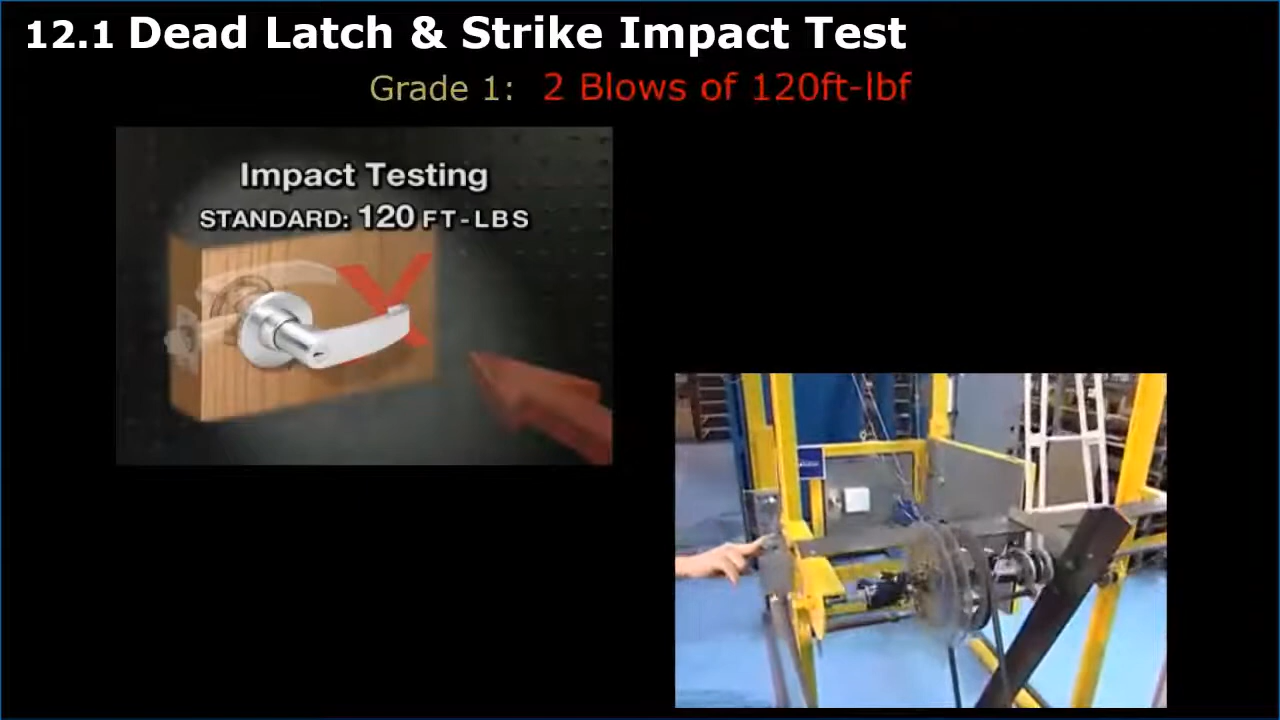 12.1 Dead Latch & Strike Impact Test
Grade 1: 2 Blows of 120ft-lbf
Impact Testing
STANDARD: 120 FT-LBS